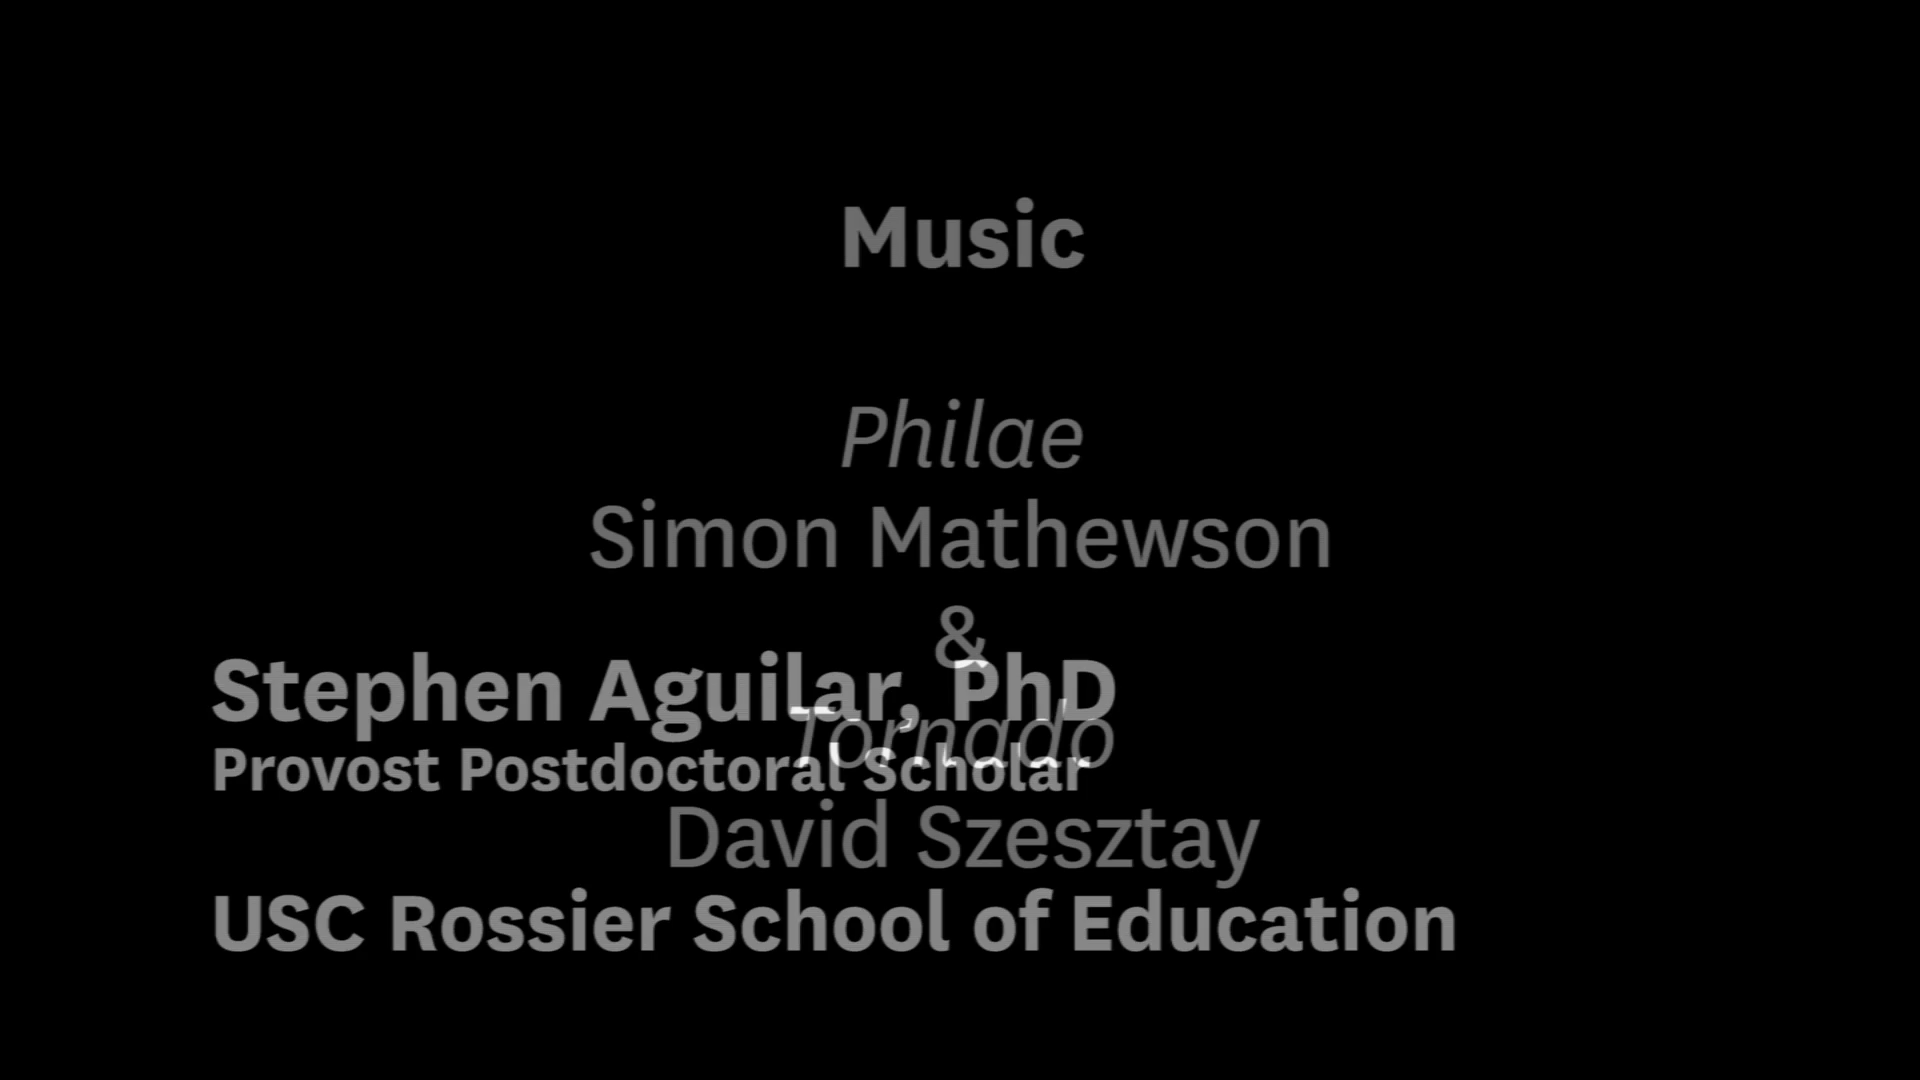 Music
Philae
Simon Mathewson
&
Stephen Aguilar, PhD
Tornado
Provost Postdoctoral Scholar
David Szesztay
USC Rossier School of Education